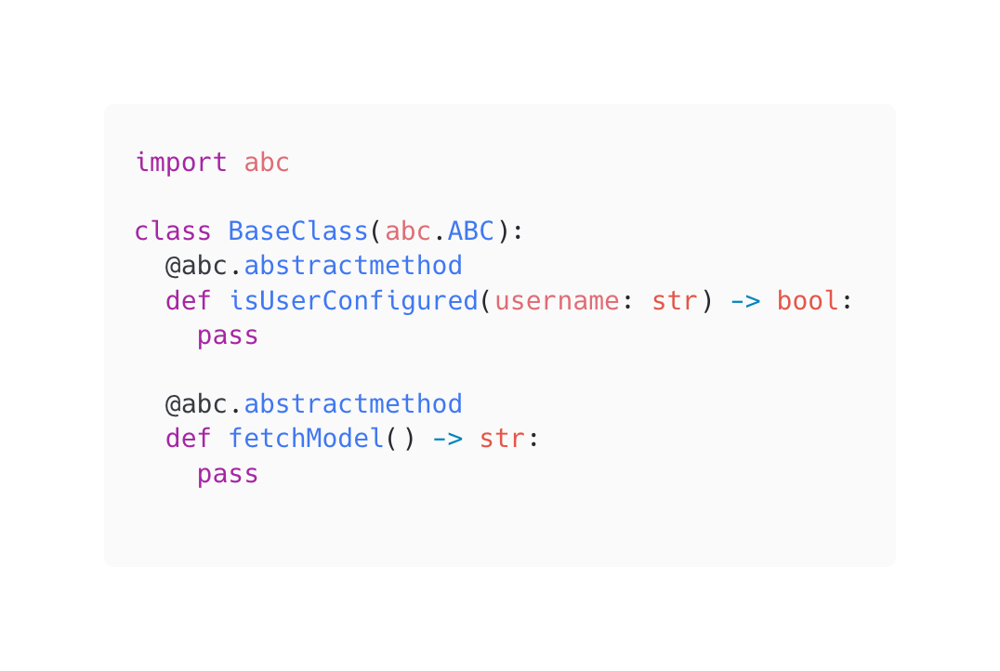 import abc
class BaseClass(abc.ABC):
  @abc.abstractmethod
  def isUserConfigured(username: str) -> bool:
    pass
  @abc.abstractmethod
  def fetchModel() -> str:
    pass